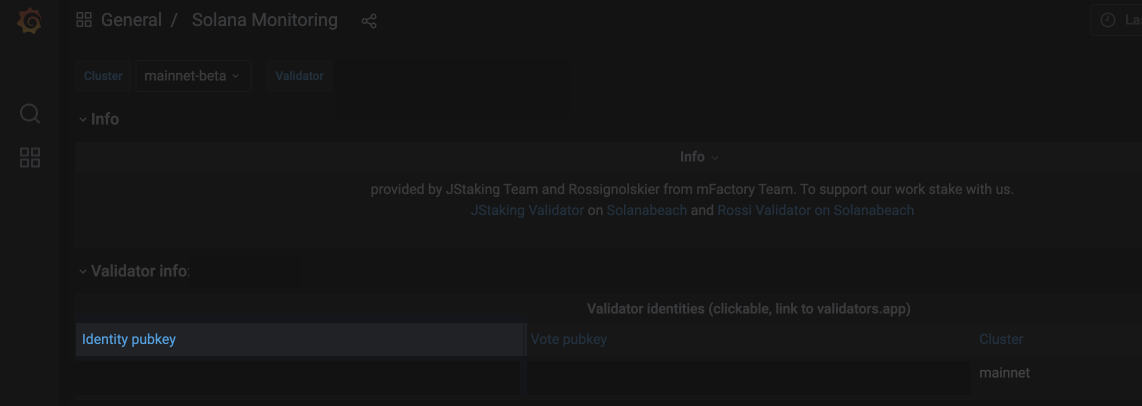 General / Solana Monitoring
La
Cluster mainnet-beta Validator
Info
Info
provided by JStaking Team and Rossignolskier from mFactory Team. To support our work stake with us.
JStaking Validator on Solanabeach and Rossi Validator on Solanabeach
Validator info:
Validator identities (clickable, link to validators.app)
Identity pubkey Vote pubkey Cluster
mainnet